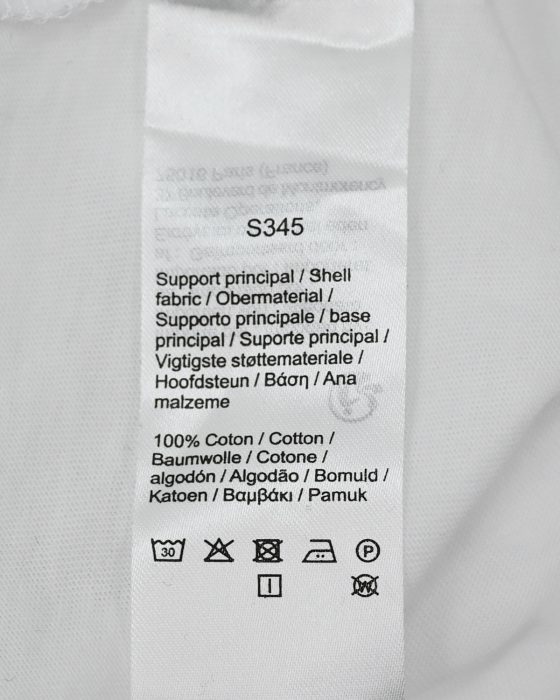 S345
Support principal / Shell
fabric / Obermaterial /
Supporto principale / base
principal / Suporte principal /
Vigtigste støttemateriale /
Hoofdsteun / Βάση / Ana
malzeme
100% Coton / Cotton /
Baumwolle / Cotone /
algodón / Algodão / Bomuld /
Katoen / Βαμβάκι / Pamuk
30
P
W